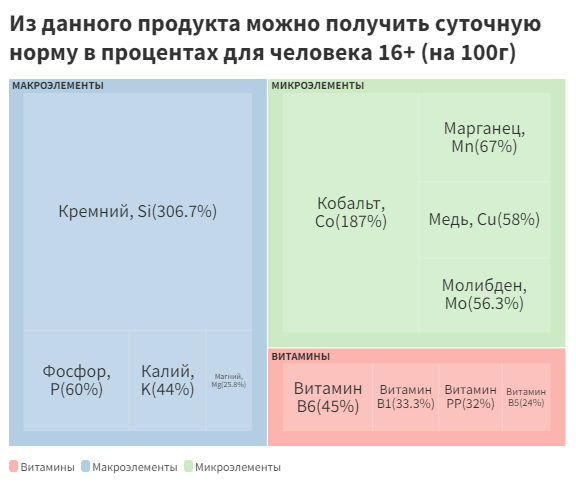 Из данного продукта можно получить суточную
норму в процентах для человека 16+ (на 100г)
МАКРОЭЛЕМЕНТЫ
Кремний, Si(306.7%)
Фосфор,
P(60%)
Калий,
K(44%)
Магний,
Mg(25.8%)
МИКРОЭЛЕМЕНТЫ
Кобальт,
Co(187%)
Марганец,
Mn(67%)
Медь, Cu(58%)
Молибден,
Mo(56.3%)
ВИТАМИНЫ
Витамин
B6(45%)
Витамин
B1(33.3%)
Витамин
PP(32%)
Витамин
B5(24%)
Витамины
Макроэлементы
Микроэлементы